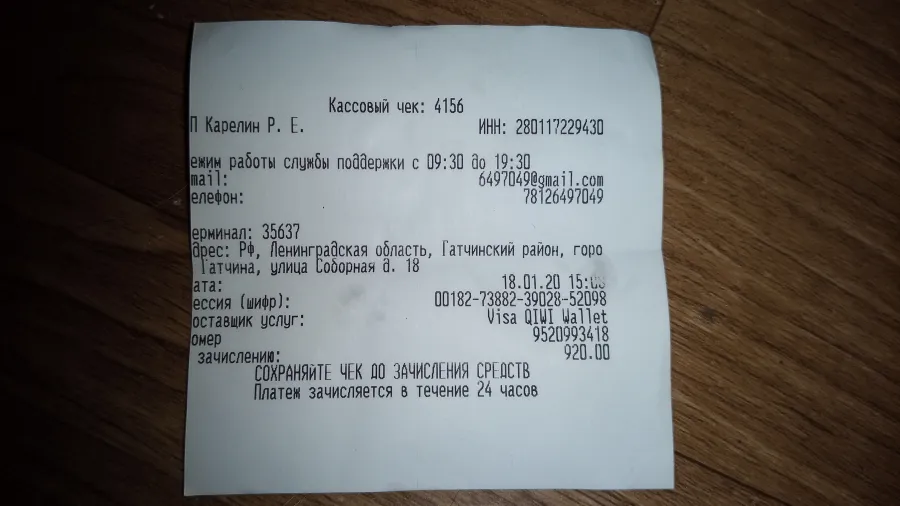 Кассовый чек: 4156
П Карелин Р. Е. ИНН: 280117229430
ежим работы службы поддержки с 09:30 до 19:30
mail: 6497049@gmail.com
елефон: 78126497049
ерминал: 35637
дрес: РФ, Ленинградская область, Гатчинский район, горо
Гатчина, улица Соборная д. 18
ата: 18.01.20
ессия (шифр): 00182-73882-39028-52098
оставщик услуг: Visa QIWI Wallet
омер 9520993418
зачислению: 920.00
СОХРАНЯЙТЕ ЧЕК ДО ЗАЧИСЛЕНИЯ СРЕДСТВ
Платеж зачисляется в течение 24 часов